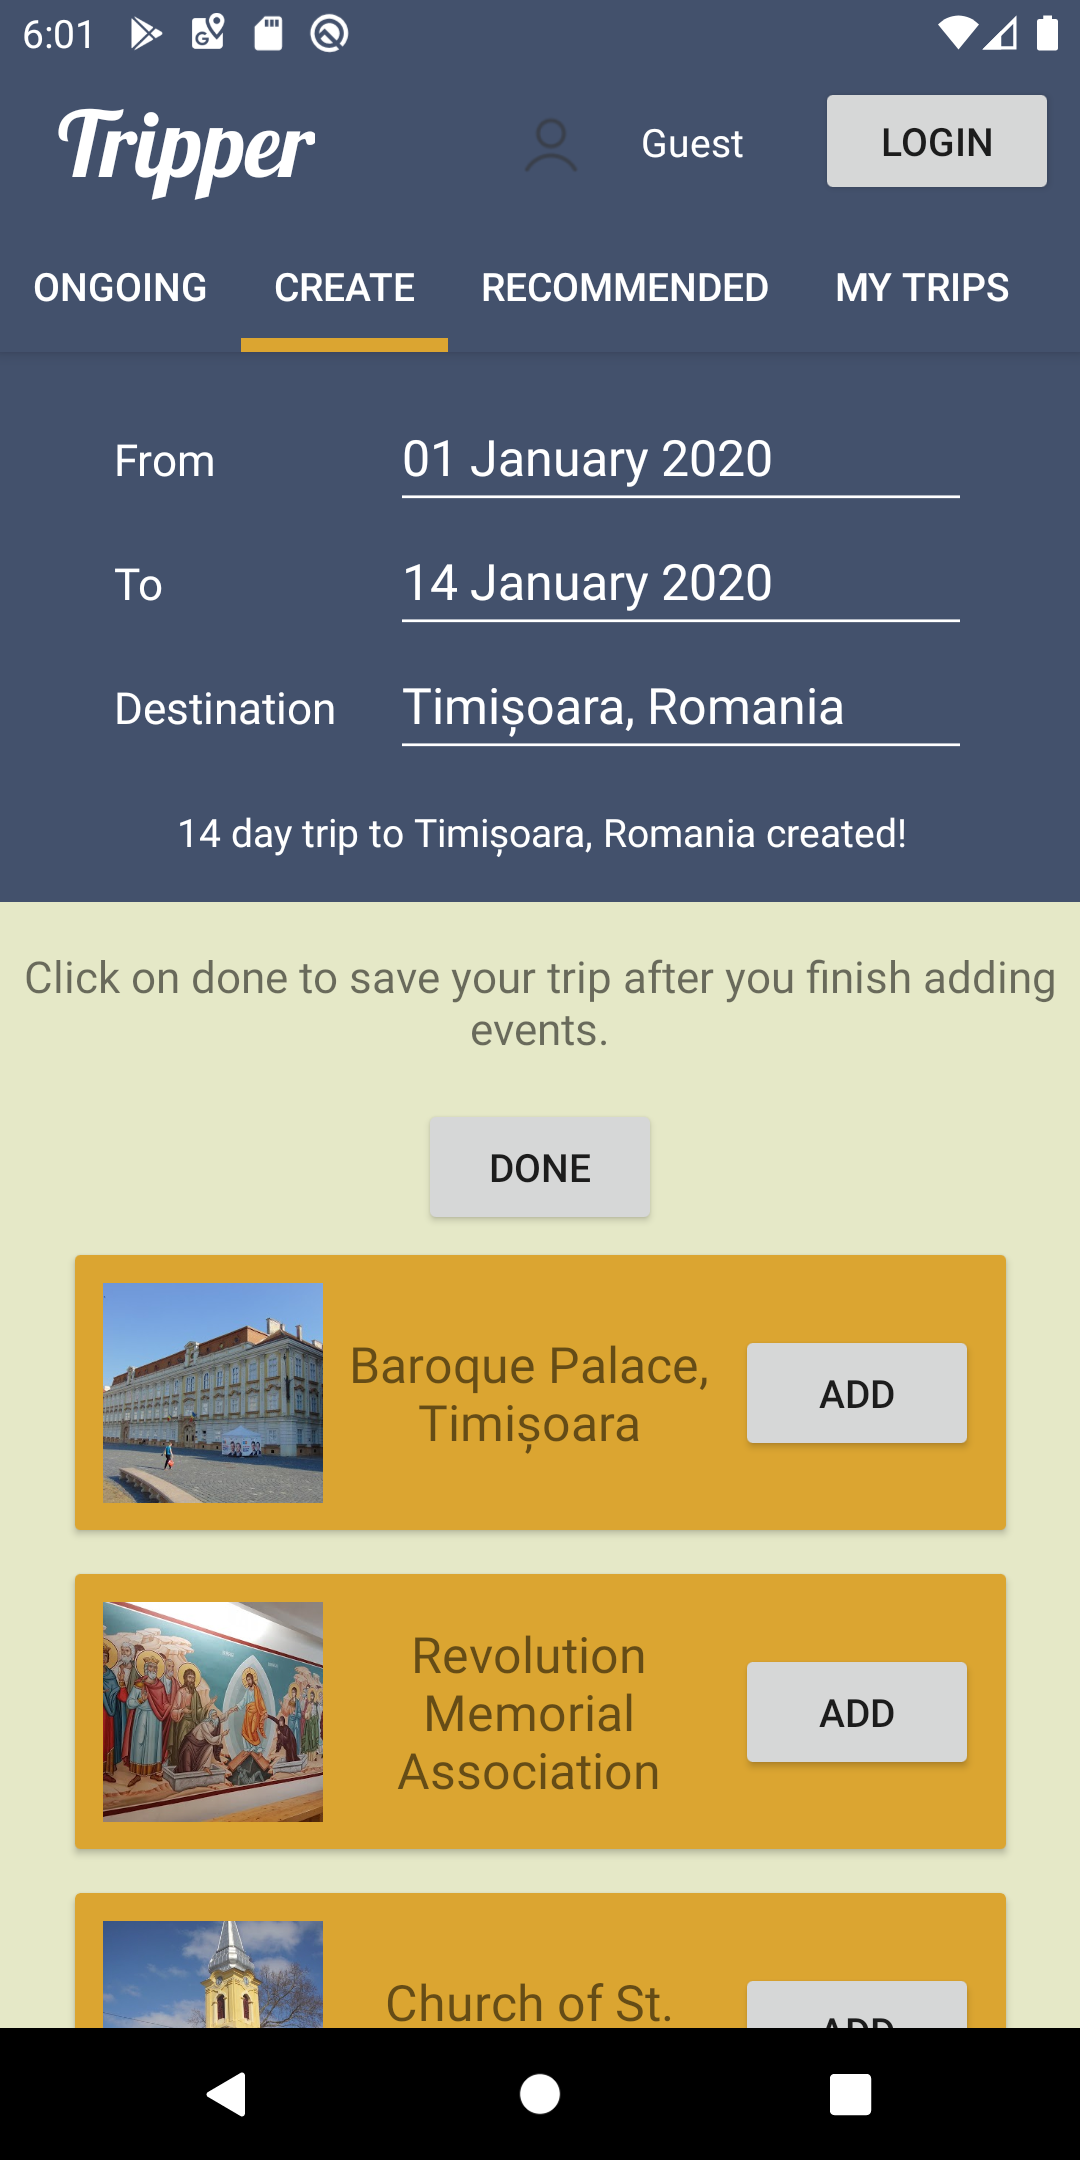 6:01
Tripper
Guest
LOGIN
ONGOING
CREATE
RECOMMENDED
MY TRIPS
From
01 January 2020
To
14 January 2020
Destination
Timișoara, Romania
14 day trip to Timișoara, Romania created!
Click on done to save your trip after you finish adding
events.
DONE
Baroque Palace,
Timișoara
ADD
Revolution
Memorial
Association
ADD
Church of St.
ADD